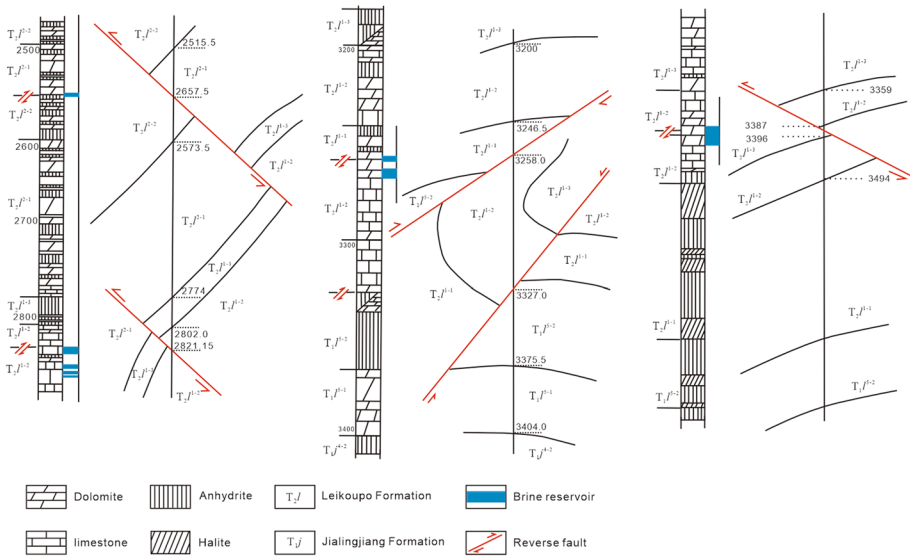 T₂l²⁻²
2500
T₂l²⁻¹
T₂l²⁻²
2600
T₂l²⁻¹
2700
T₂l¹⁻³
2800
T₂l¹⁻²
T₂l¹⁻²
T₂l²⁻²
2515.5
T₂l²⁻¹
2657.5
T₂l²⁻²
2573.5
T₂l¹⁻³
T₂l¹⁻²
T₂l²⁻¹
T₂l¹⁻³
2774
T₂l¹⁻²
2802.0
T₂l²⁻¹
2821.15
T₂l¹⁻³
T₂l¹⁻²
T₂l¹⁻³
3200
T₂l¹⁻²
T₂l¹⁻¹
T₂l¹⁻²
3300
T₂l¹⁻¹
T₁l⁵⁻²
T₁l⁵⁻¹
3400
T₁j⁴⁻²
T₂l¹⁻³
3200
T₂l¹⁻²
3246.5
T₂l¹⁻¹
3258.0
T₁l⁵⁻²
T₂l¹⁻²
T₂l¹⁻³
T₂l¹⁻²
T₂l¹⁻¹
T₂l¹⁻¹
3327.0
T₁l⁵⁻²
3375.5
T₁l⁵⁻¹
3404.0
T₁j⁴⁻²
T₂l¹⁻³
T₂l¹⁻²
T₂l¹⁻³
T₂l¹⁻²
T₂l¹⁻¹
T₁l⁵⁻²
T₂l¹⁻³
3359
T₂l¹⁻²
3387
3396
T₂l¹⁻³
3494
T₂l¹⁻²
T₂l¹⁻¹
T₁l⁵⁻²
Dolomite
Anhydrite
T₂l
Leikoupo Formation
Brine reservoir
limestone
Halite
T₁j
Jialingjiang Formation
Reverse fault